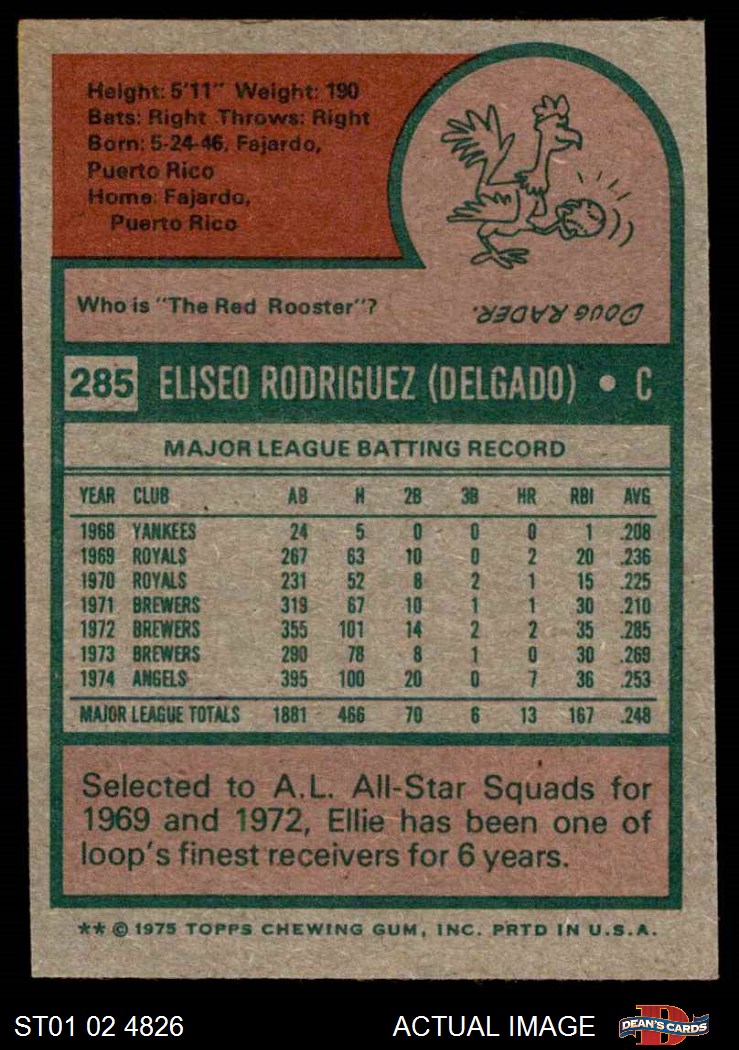 Height: 5'11" Weight: 190
Bats: Right Throws: Right
Born: 5-24-46, Fajardo,
Puerto Rico
Home: Fajardo,
Puerto Rico
Who is "The Red Rooster"?
DOUG RADER.
285 ELISEO RODRIGUEZ (DELGADO) • C
MAJOR LEAGUE BATTING RECORD
YEAR CLUB AB H 2B 3B HR RBI AVG
1968 YANKEES 24 5 0 0 0 1 .208
1969 ROYALS 267 63 10 0 2 20 .236
1970 ROYALS 231 52 8 2 1 15 .225
1971 BREWERS 319 67 10 1 1 30 .210
1972 BREWERS 355 101 14 2 2 35 .285
1973 BREWERS 290 78 8 1 0 30 .269
1974 ANGELS 395 100 20 0 7 36 .253
MAJOR LEAGUE TOTALS 1881 466 70 6 13 167 .248
Selected to A.L. All-Star Squads for
1969 and 1972, Ellie has been one of
loop's finest receivers for 6 years.
** © 1975 TOPPS CHEWING GUM, INC. PRTD IN U.S.A.
ST01 02 4826 ACTUAL IMAGE
D
DEAN'S CARDS